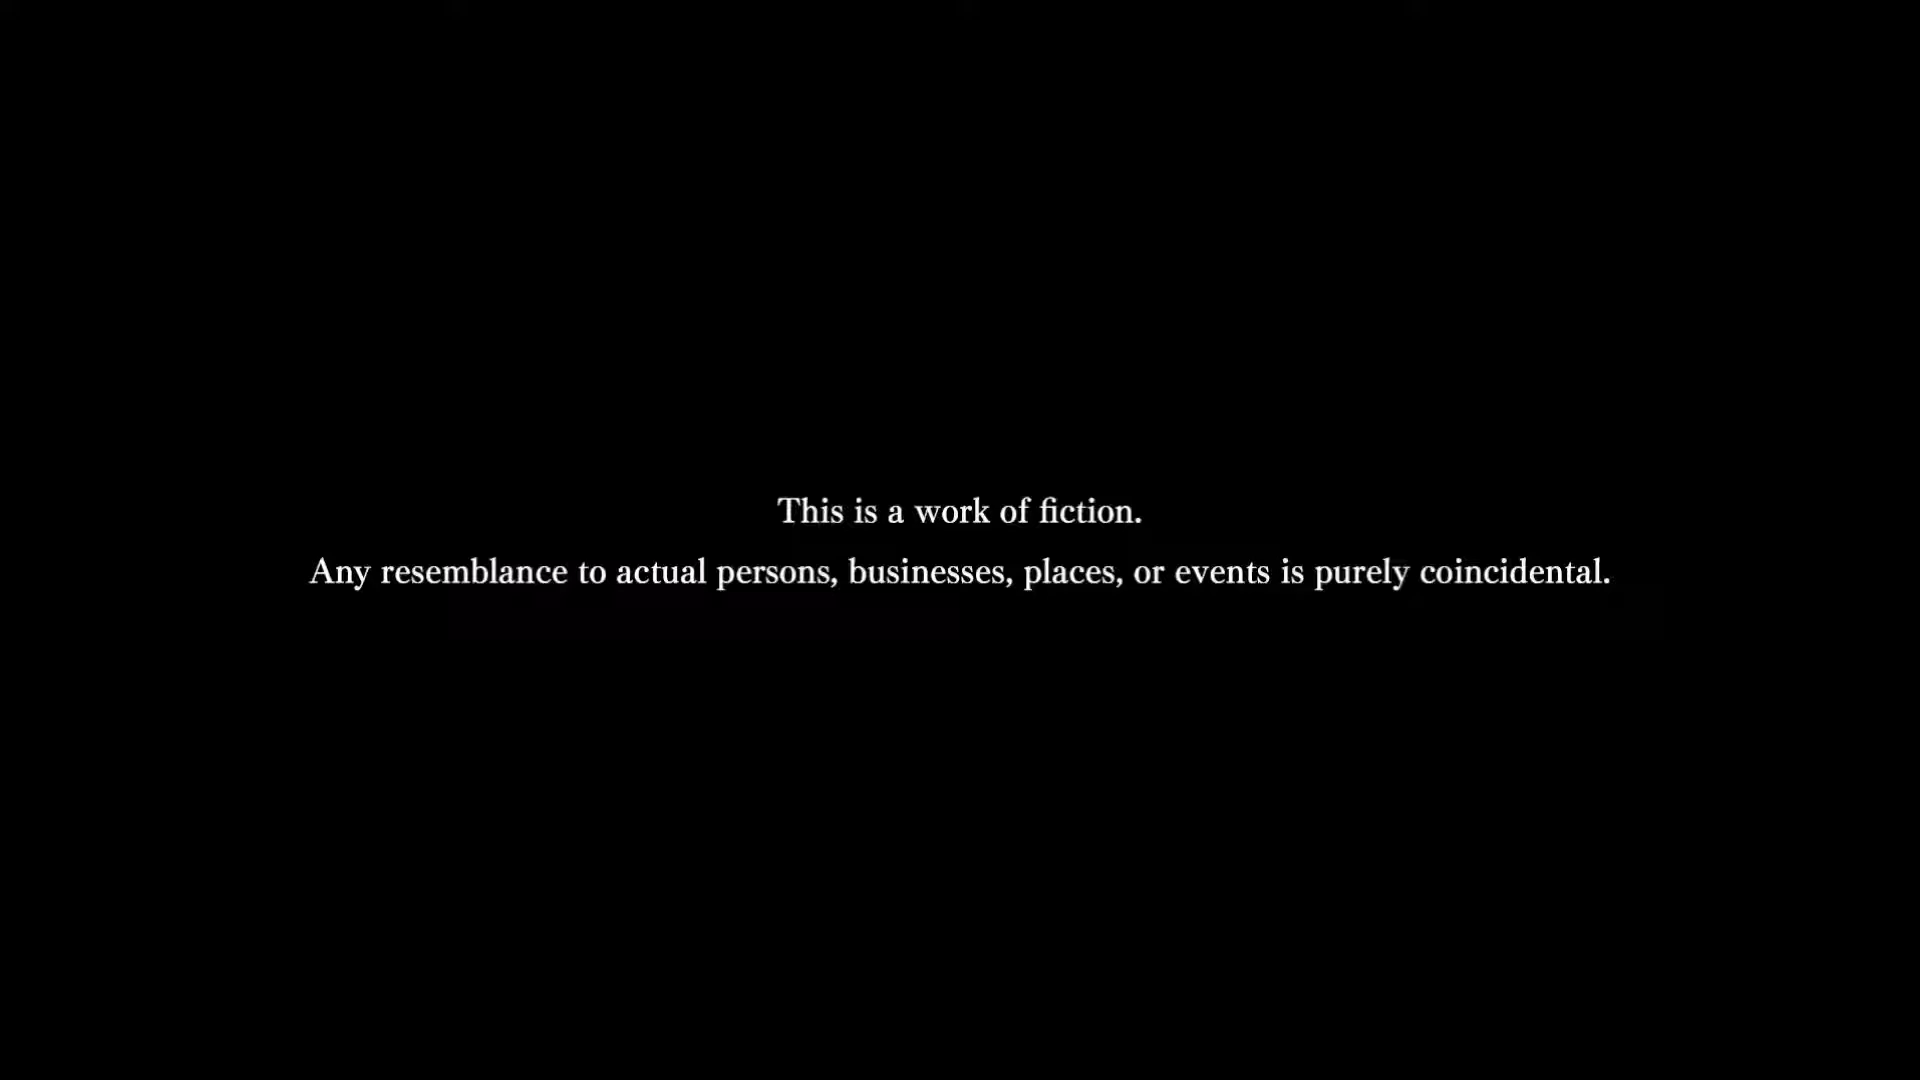 This is a work of fiction.
Any resemblance to actual persons, businesses, places, or events is purely coincidental.